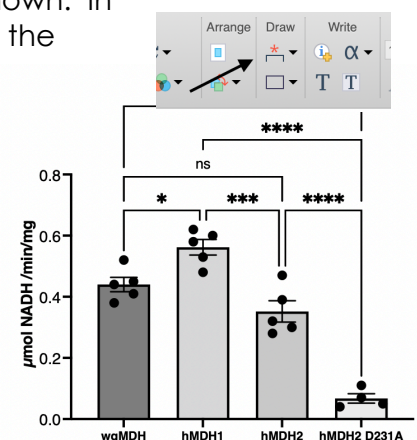 own. In
the
Arrange Draw Write
α
T T
****
ns
* *** ****
0.8
0.6
0.4
0.2
0.0
µmol NADH /min/mg
wgMDH hMDH1 hMDH2 hMDH2 D231A